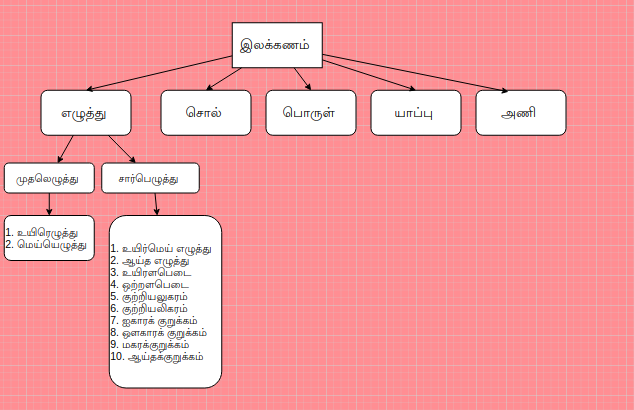 இலக்கணம்
எழுத்து
சொல்
பொருள்
யாப்பு
அணி
முதலெழுத்து
சார்பெழுத்து
1. உயிரெழுத்து
2. மெய்யெழுத்து
1. உயிர்மெய் எழுத்து
2. ஆய்த எழுத்து
3. உயிரளபெடை
4. ஒற்றளபெடை
5. குற்றியலுகரம்
6. குற்றியலிகரம்
7. ஐகாரக் குறுக்கம்
8. ஔகாரக் குறுக்கம்
9. மகரக்குறுக்கம்
10. ஆய்தக்குறுக்கம்